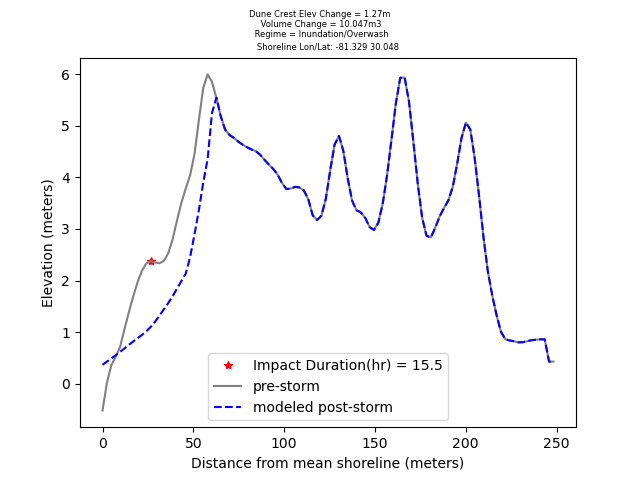 Dune Crest Elev Change = 1.27m
Volume Change = 10.047m3
Regime = Inundation/Overwash
Shoreline Lon/Lat: -81.329 30.048
Elevation (meters)
6
5
4
3
2
1
0
Impact Duration(hr) = 15.5
pre-storm
modeled post-storm
0 50 100 150 200 250
Distance from mean shoreline (meters)